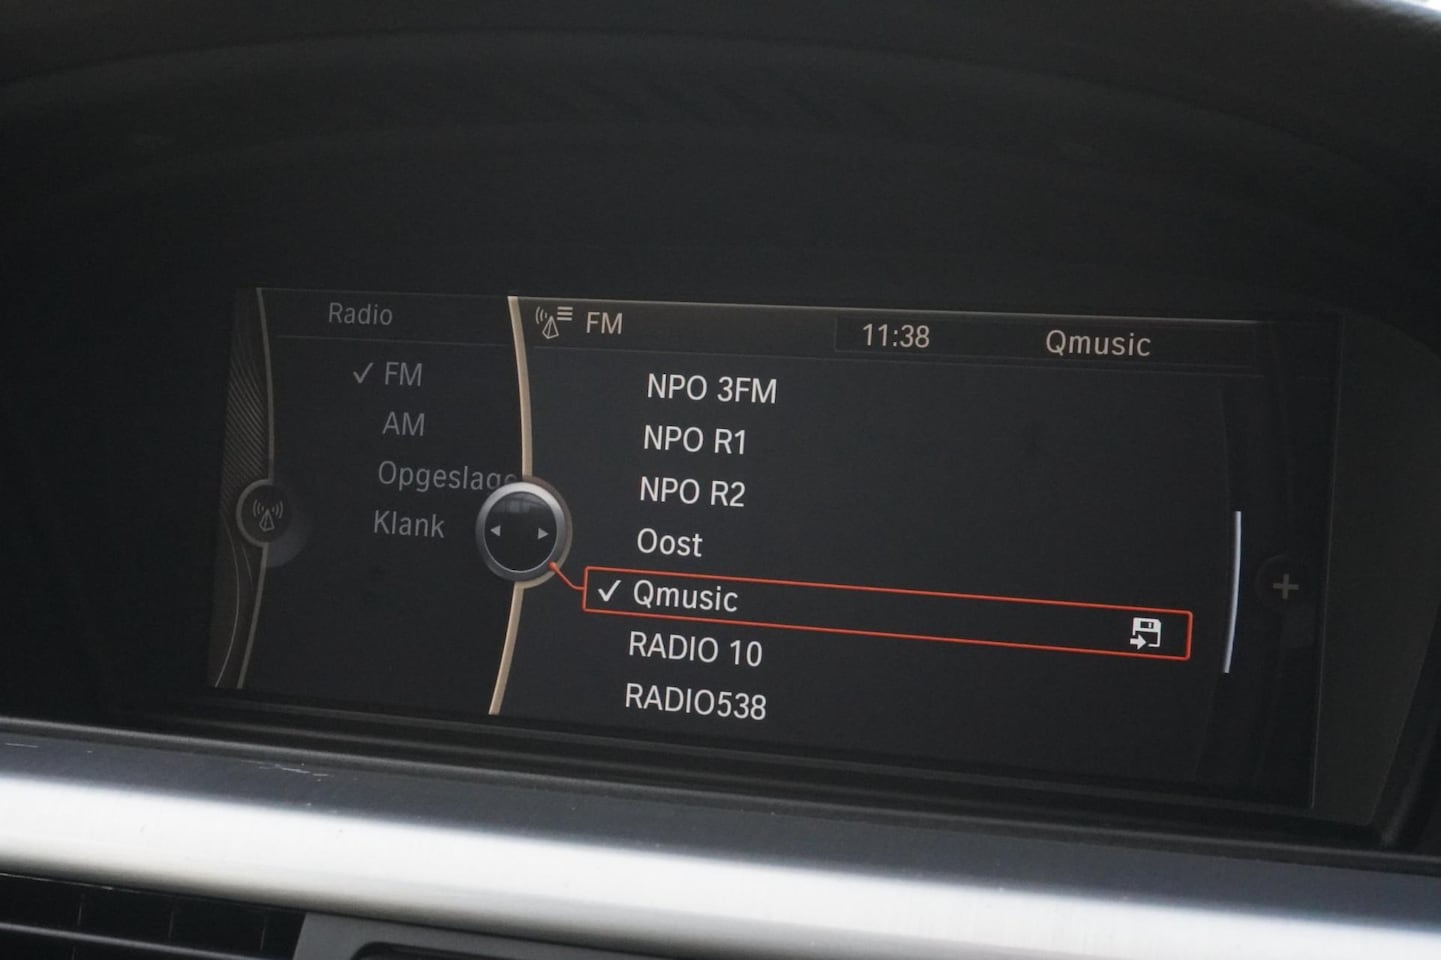 Radio
✓ FM
AM
Opgeslage
Klank
FM 11:38 Qmusic
NPO 3FM
NPO R1
NPO R2
Oost
✓ Qmusic
RADIO 10
RADIO538
+